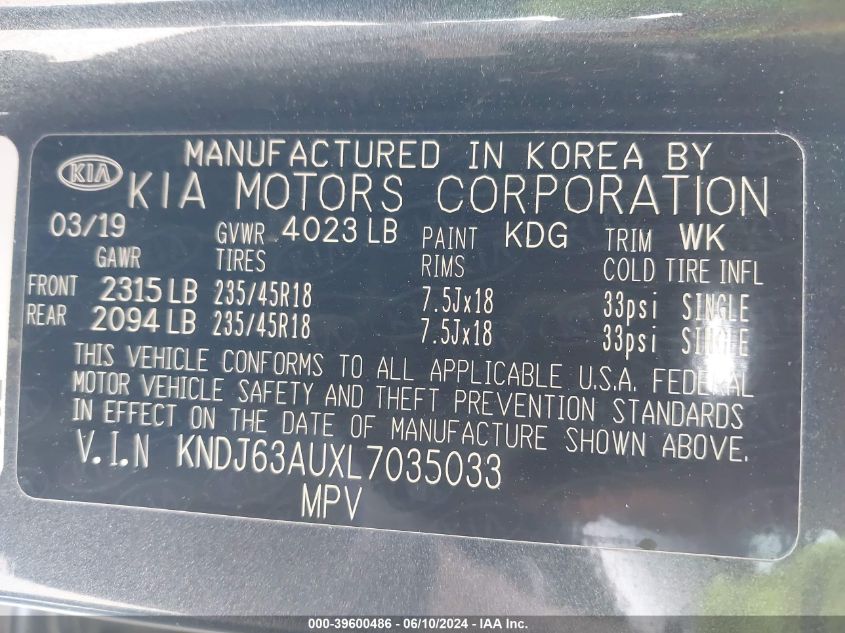 MANUFACTURED IN KOREA BY
KIA KIA MOTORS CORPORATION
03/19 GVWR 4023 LB PAINT KDG TRIM WK
GAWR TIRES RIMS COLD TIRE INFL
FRONT 2315 LB 235/45R18 7.5Jx18 33psi SINGLE
REAR 2094 LB 235/45R18 7.5Jx18 33psi SINGLE
THIS VEHICLE CONFORMS TO ALL APPLICABLE U.S.A. FEDERAL
MOTOR VEHICLE SAFETY AND THEFT PREVENTION STANDARDS
IN EFFECT ON THE DATE OF MANUFACTURE SHOWN ABOVE.
V.I.N KNDJ63AUXL7035033
MPV
000-39600486 - 06/10/2024 - IAA Inc.